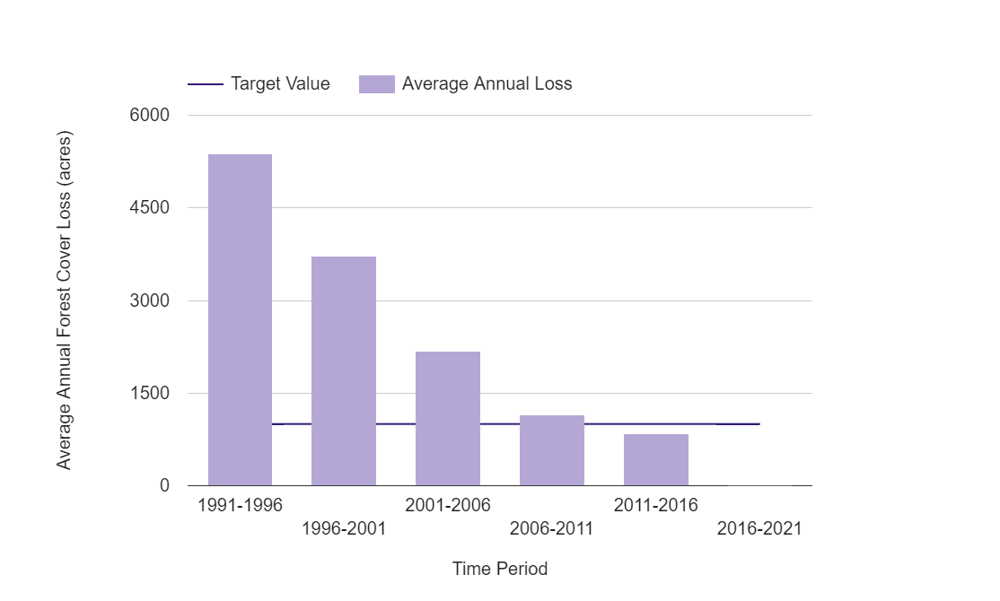 Target Value
Average Annual Loss
Average Annual Forest Cover Loss (acres)
6000
4500
3000
1500
0
1991-1996
1996-2001
2001-2006
2006-2011
2011-2016
2016-2021
Time Period